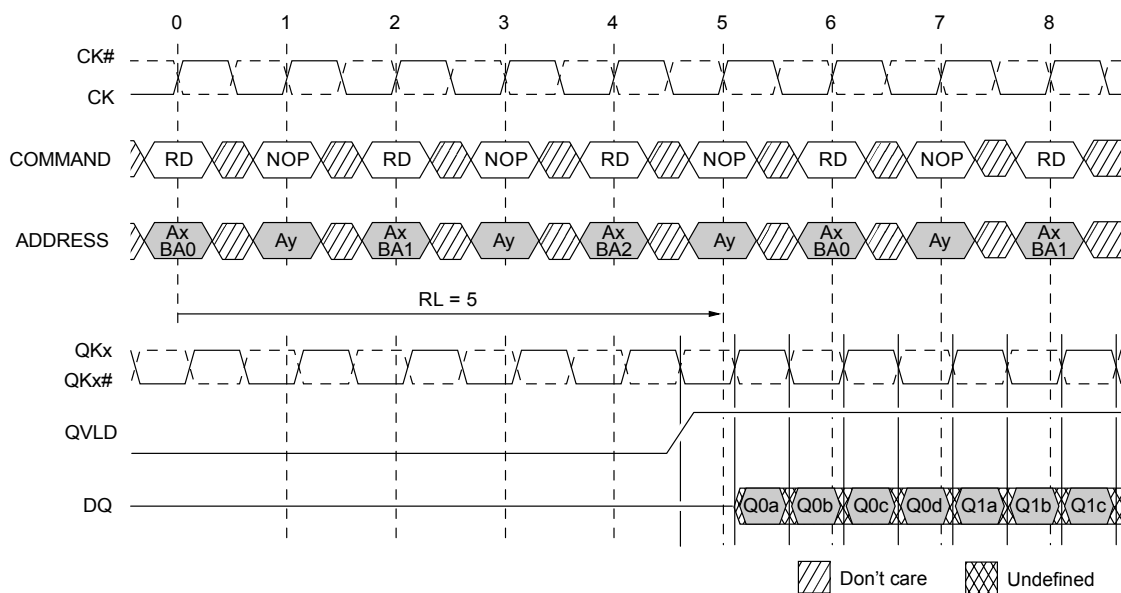 0 1 2 3 4 5 6 7 8
CK#
CK
COMMAND RD NOP RD NOP RD NOP RD NOP RD
ADDRESS Ax BA0 Ay Ax BA1 Ay Ax BA2 Ay Ax BA0 Ay Ax BA1
RL = 5
QKx
QKx#
QVLD
DQ Q0a Q0b Q0c Q0d Q1a Q1b Q1c
Don't care Undefined